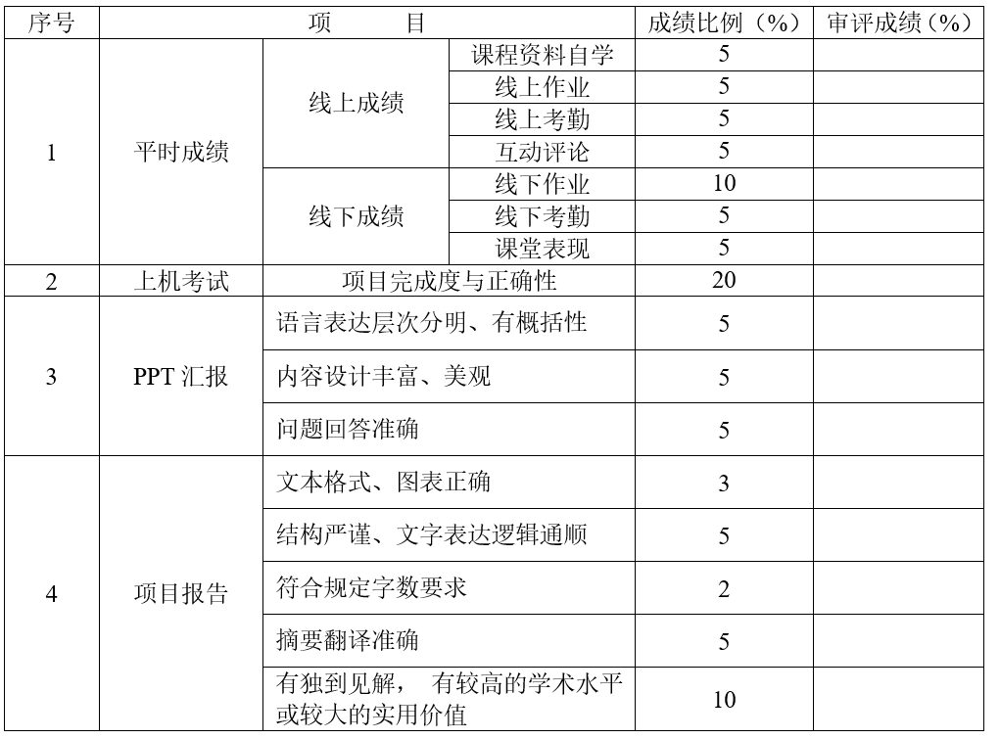 序号 项 目 成绩比例（%） 审评成绩(%)
1 平时成绩 线上成绩 课程资料自学 5
线上作业 5
线上考勤 5
互动评论 5
线下成绩 线下作业 10
线下考勤 5
课堂表现 5
2 上机考试 项目完成度与正确性 20
3 PPT 汇报 语言表达层次分明、有概括性 5
内容设计丰富、美观 5
问题回答准确 5
4 项目报告 文本格式、图表正确 3
结构严谨、文字表达逻辑通顺 5
符合规定字数要求 2
摘要翻译准确 5
有独到见解， 有较高的学术水平
或较大的实用价值 10